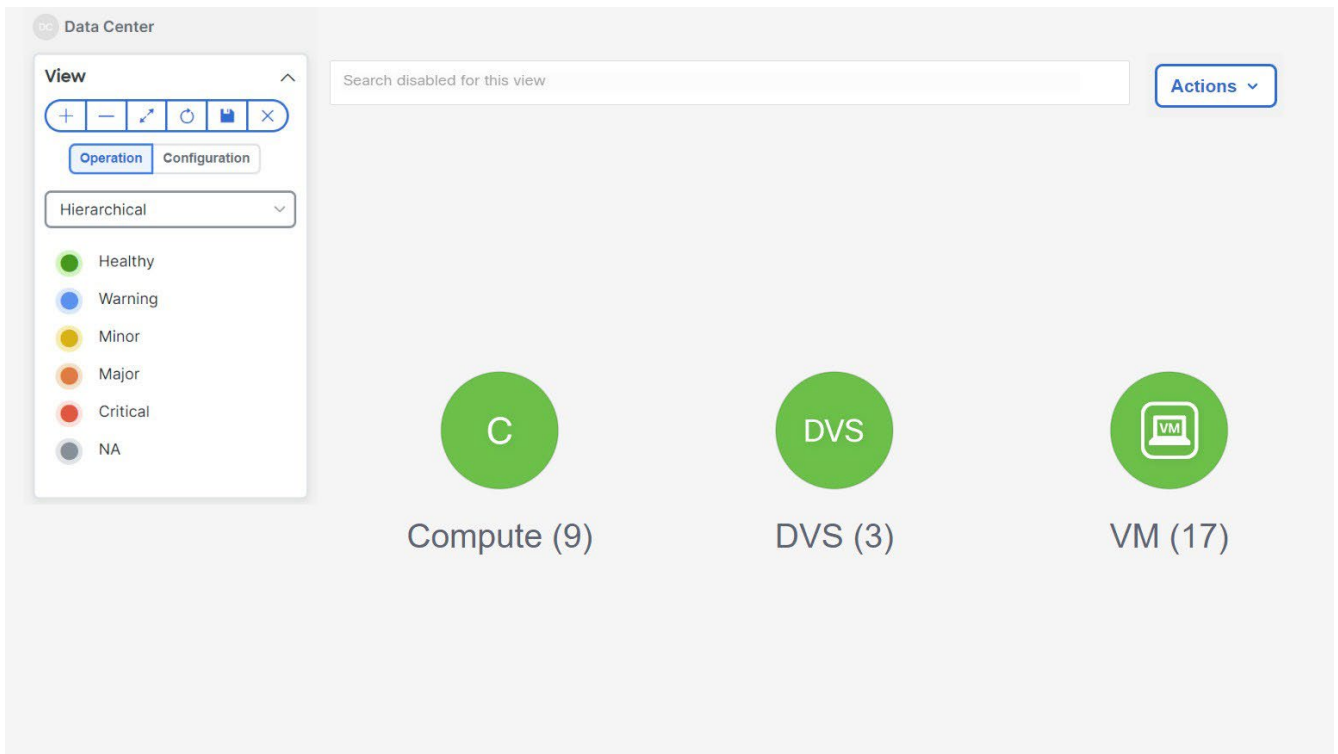 DC Data Center
View
Search disabled for this view
Actions
Operation Configuration
Hierarchical
Healthy
Warning
Minor
Major
Critical
NA
C
DVS
VM
Compute (9)
DVS (3)
VM (17)